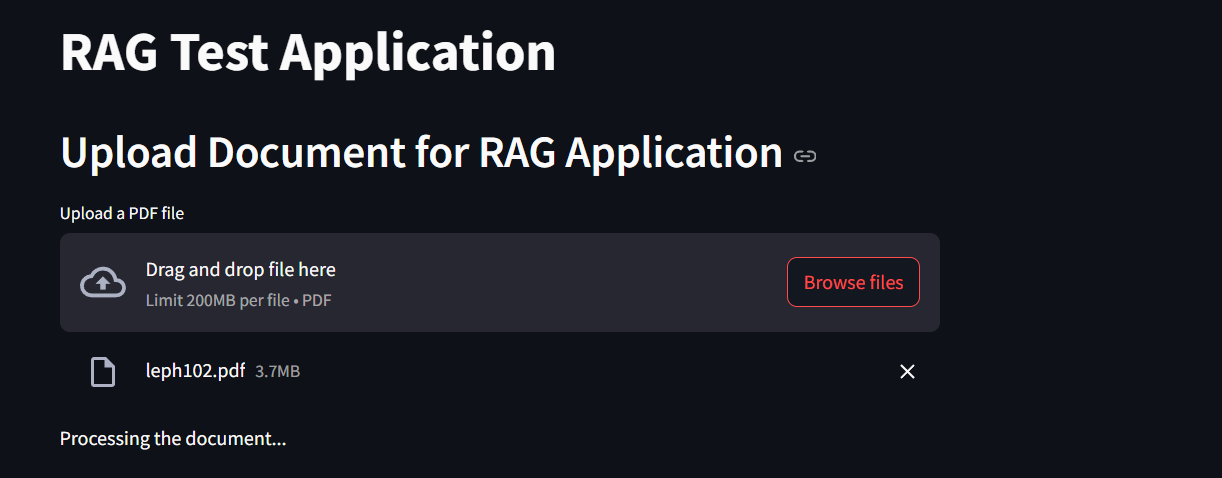 RAG Test Application
Upload Document for RAG Application
Upload a PDF file
Drag and drop file here
Limit 200MB per file • PDF
Browse files
leph102.pdf 3.7MB
Processing the document...